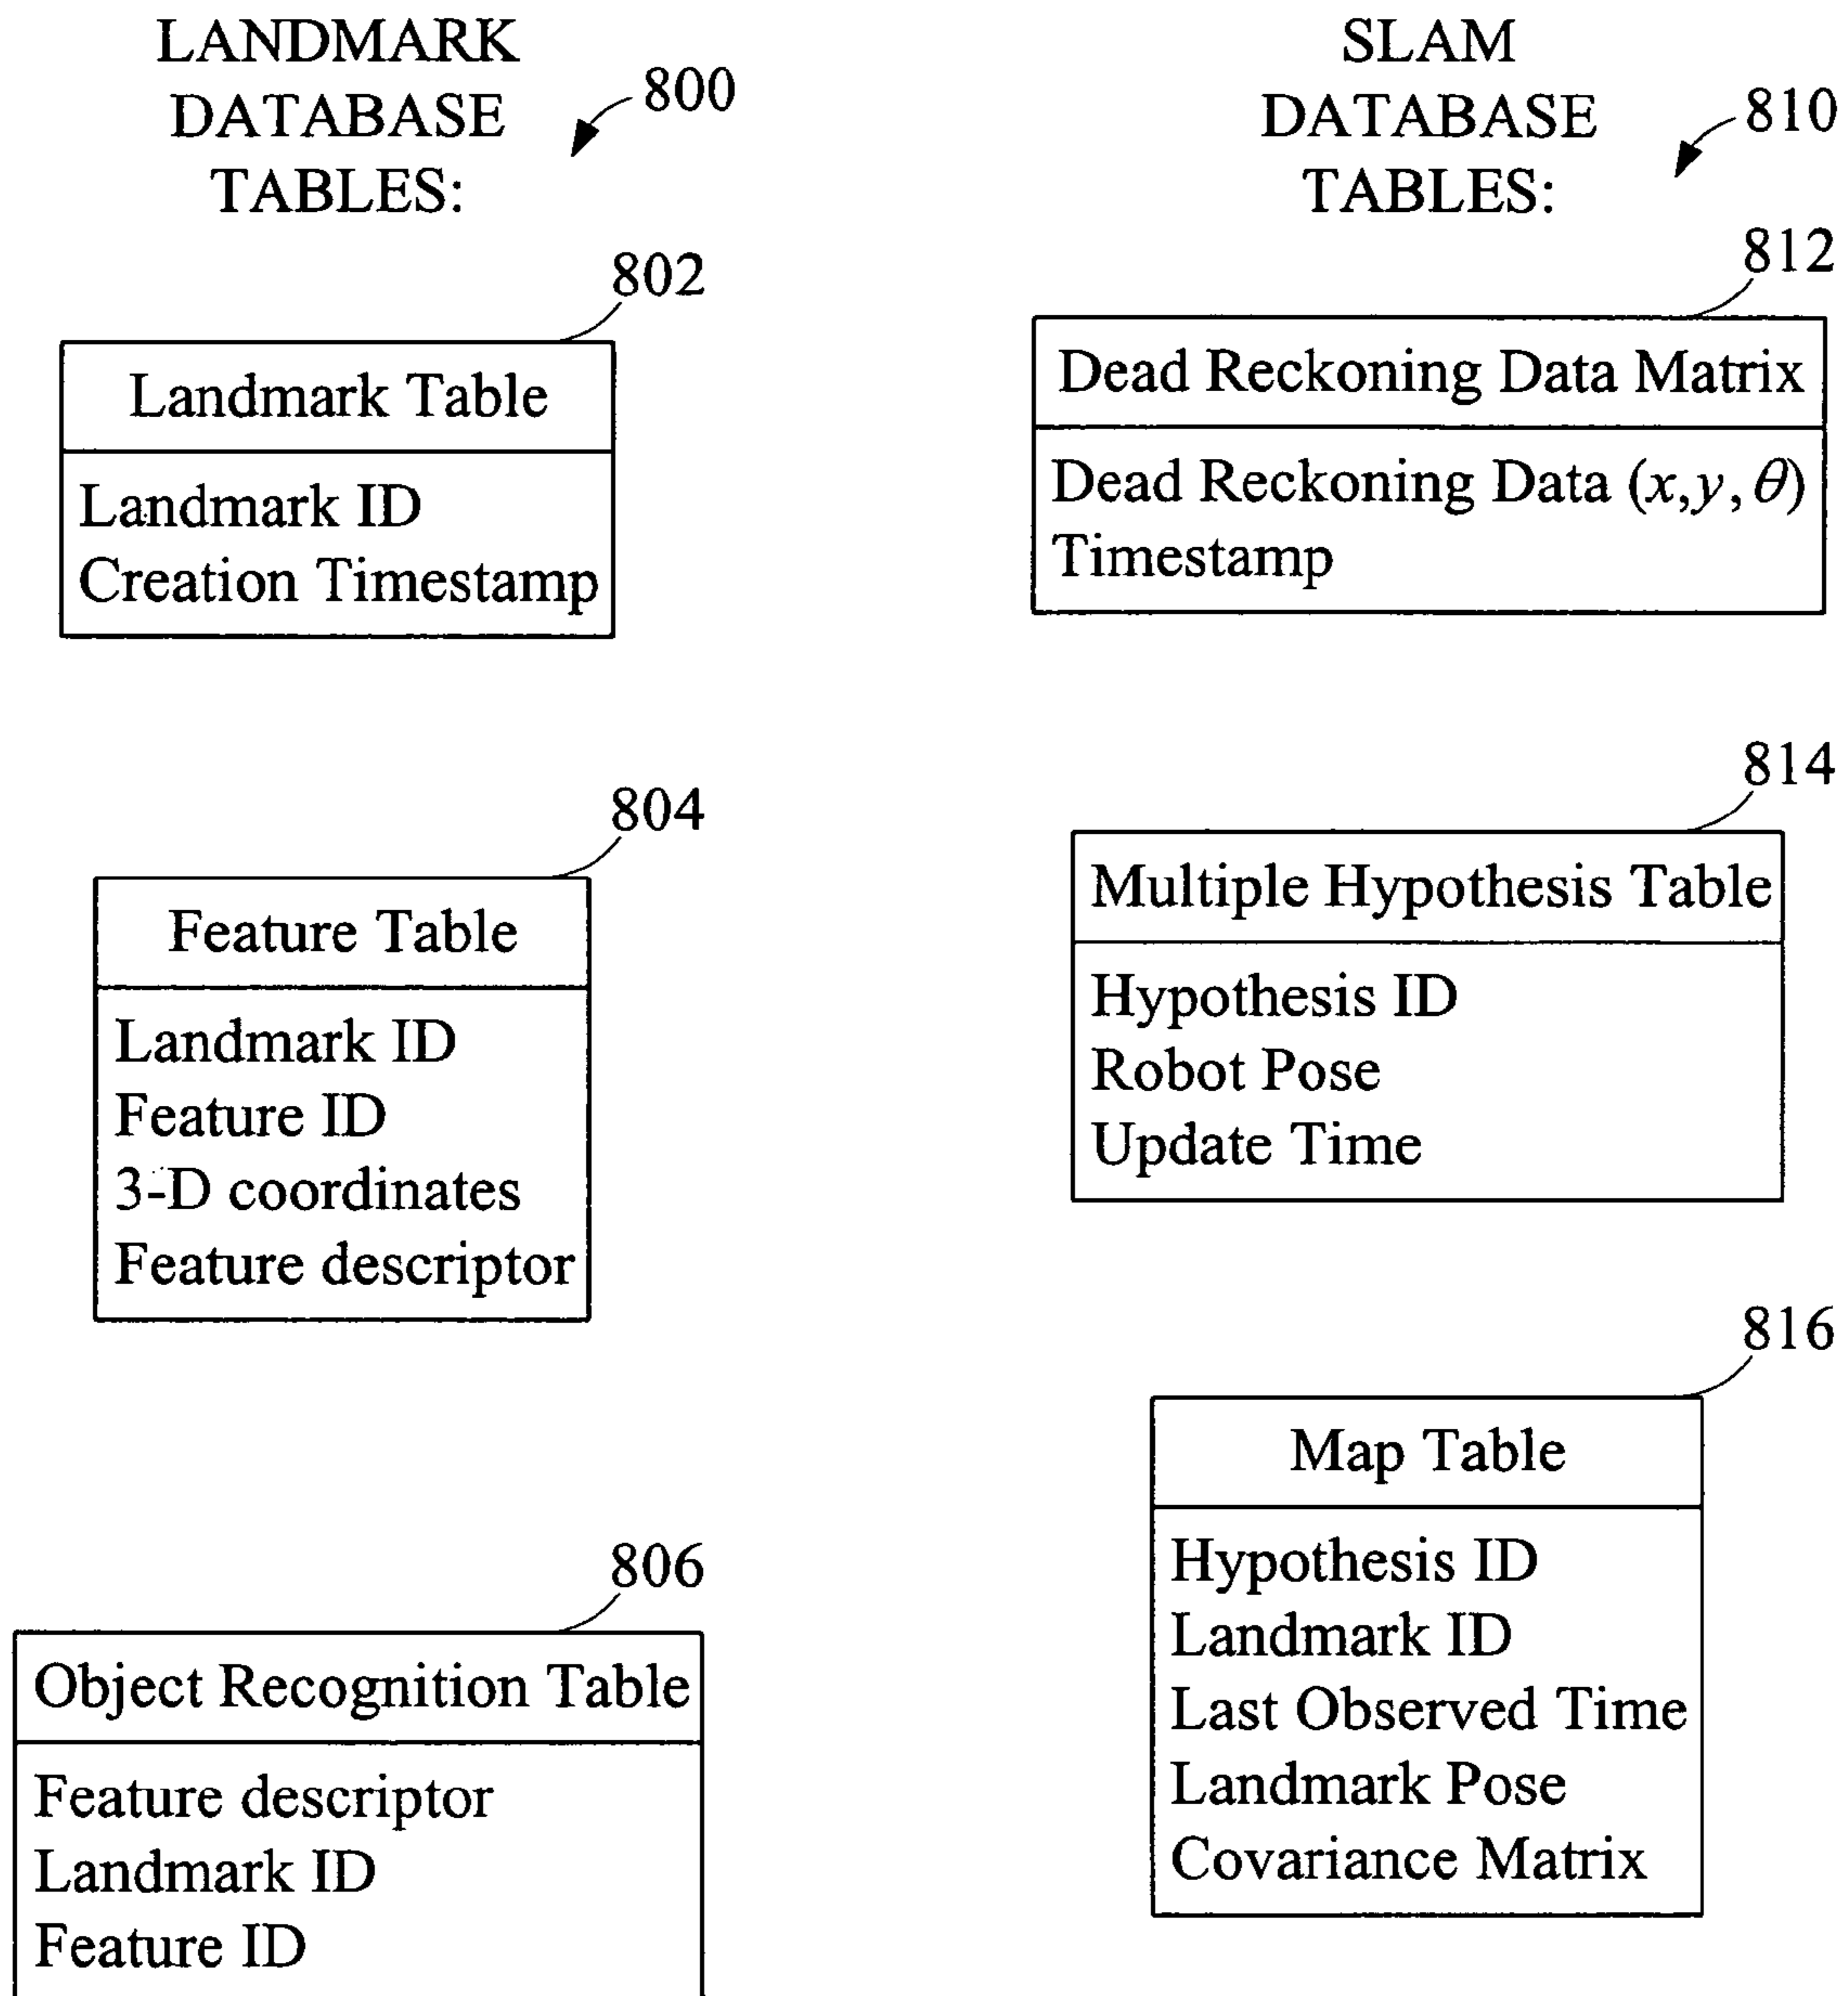 LANDMARK
DATABASE
TABLES:
800
802
Landmark Table
Landmark ID
Creation Timestamp
804
Feature Table
Landmark ID
Feature ID
3-D coordinates
Feature descriptor
806
Object Recognition Table
Feature descriptor
Landmark ID
Feature ID
SLAM
DATABASE
TABLES:
810
812
Dead Reckoning Data Matrix
Dead Reckoning Data (x,y, θ)
Timestamp
814
Multiple Hypothesis Table
Hypothesis ID
Robot Pose
Update Time
816
Map Table
Hypothesis ID
Landmark ID
Last Observed Time
Landmark Pose
Covariance Matrix